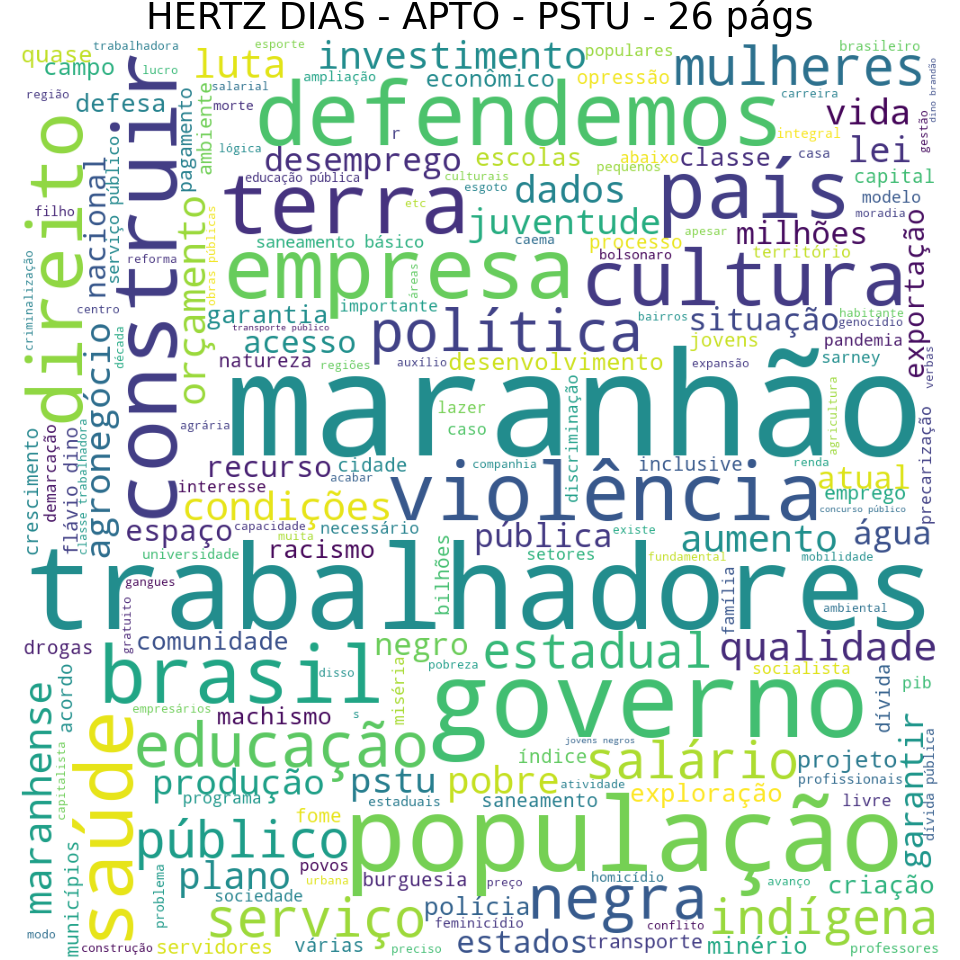 HERTZ DIAS - APTO - PSTU - 26 págs
quase trabalhadora esporte investimento populares mulheres brasileiro
campo lucro luta ampliação econômico opressão
região defesa salarial morte defendemos carreira vida dino brandão
direito construir pagamento ambiente lógica r integral lei gestão
nacional serviço público desemprego escolas abaixo classe casa
educação pública culturais esgoto pequenos capital
filho terra etc dados país modelo moradia
juventude apesar milhões
orçamento obras públicas saneamento básico caema processo território exportação
criminalização reforma empresa áreas bolsonaro cultura
centro garantia importante bairros situação habitante genocídio
transporte público política jovens pandemia
década acesso natureza regiões auxílio desenvolvimento expansão sarney verbas
agronegócio maranhão
agrária lazer caso discriminação agricultura
crescimento demarcação flávio dino classe trabalhadora recurso cidade acabar companhia inclusive renda atual precarização
interesse violência emprego
condições concurso público
espaço capacidade necessário pública existe aumento água
universidade muita racismo setores fundamental mobilidade
trabalhadores bilhões família
gangues gratuito ambiental
drogas comunidade negro estadual qualidade
acordo brasil disso miséria pobreza socialista dívida pib
maranhense empresários machismo s governo
saúde educação jovens negros índice salário projeto garantir dívida pública
capitalista produção pstu pobre atividade profissionais
programa estaduais saneamento exploração livre
público fome população
municípios problema plano povos urbana burguesia preço homicídio avanço criação
sociedade
serviço polícia negra indígena
modo feminicídio conflito
construção servidores várias preciso estados transporte minério professores